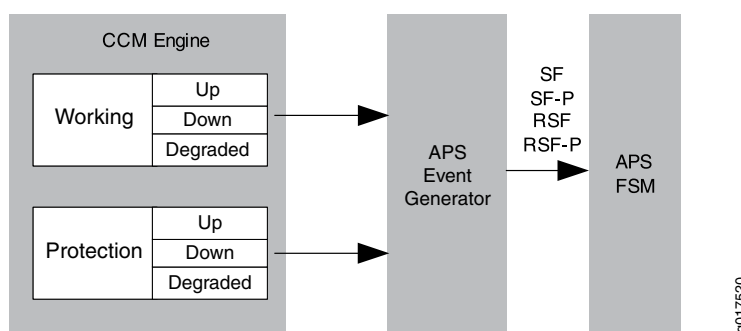 CCM Engine
Working
Up
Down
Degraded
Protection
Up
Down
Degraded
APS
Event
Generator
SF
SF-P
RSF
RSF-P
APS
FSM